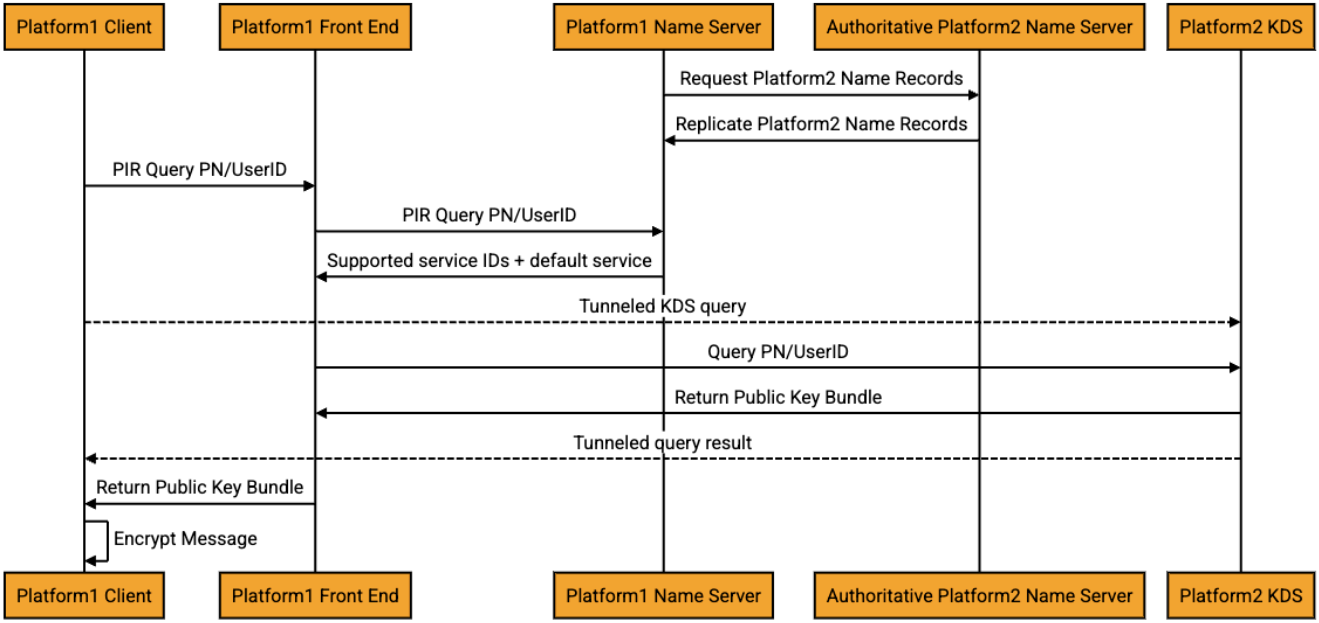 Platform1 Client
Platform1 Front End
Platform1 Name Server
Authoritative Platform2 Name Server
Platform2 KDS
Request Platform2 Name Records
Replicate Platform2 Name Records
PIR Query PN/UserID
PIR Query PN/UserID
Supported service IDs + default service
Tunneled KDS query
Query PN/UserID
Return Public Key Bundle
Tunneled query result
Return Public Key Bundle
Encrypt Message
Platform1 Client
Platform1 Front End
Platform1 Name Server
Authoritative Platform2 Name Server
Platform2 KDS